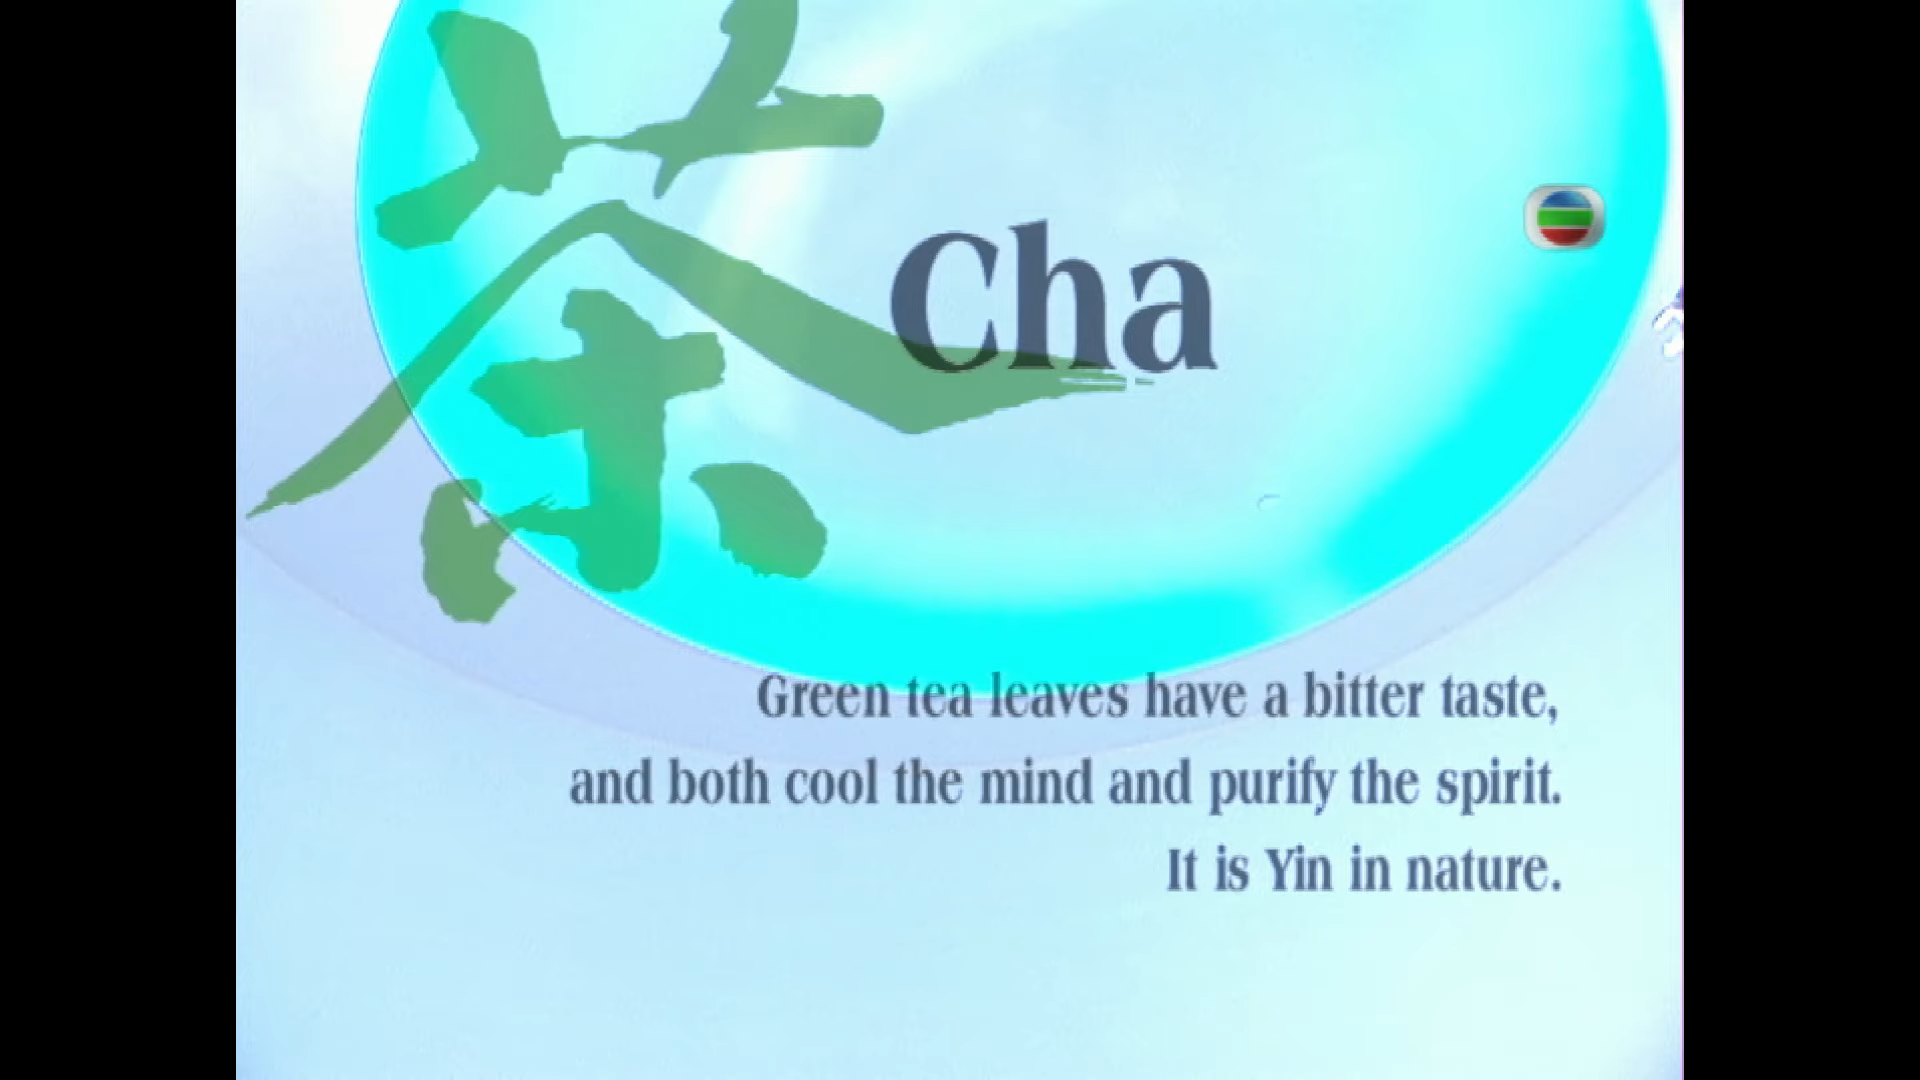 茶
Cha
Green tea leaves have a bitter taste,
and both cool the mind and purify the spirit.
It is Yin in nature.